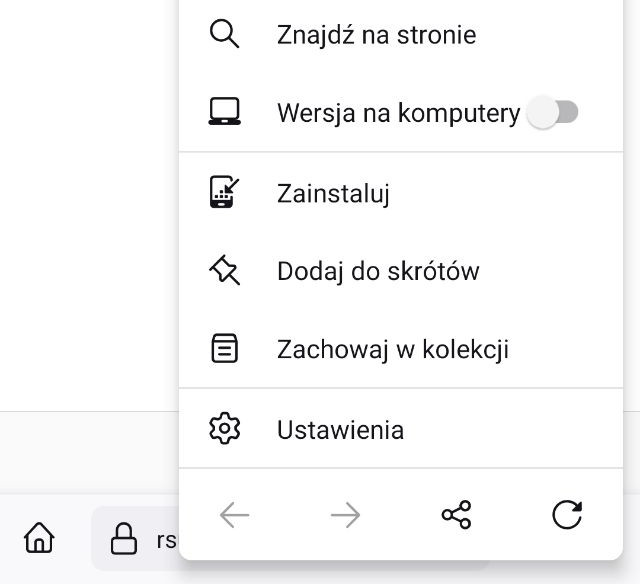 Znajdź na stronie
Wersja na komputery
Zainstaluj
Dodaj do skrótów
Zachowaj w kolekcji
Ustawienia
rs